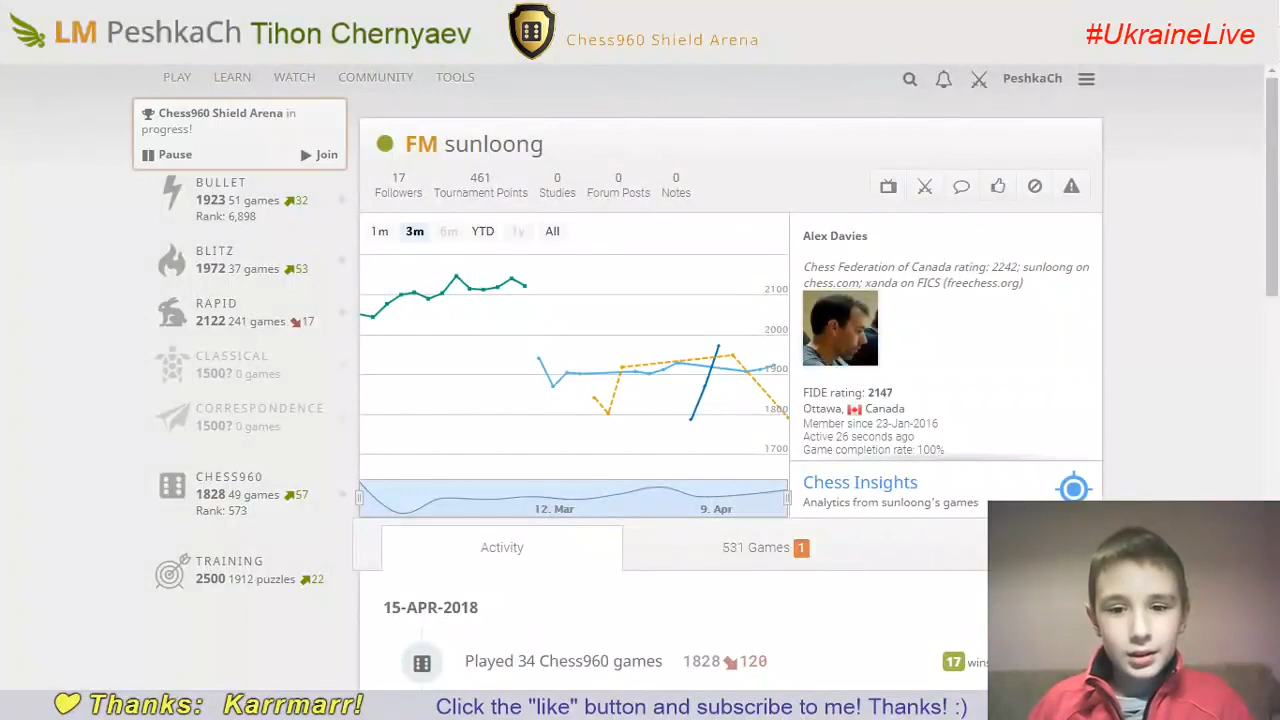 LM PeshkaCh Tihon Chernyaev
Chess960 Shield Arena
#UkraineLive
PLAY LEARN WATCH COMMUNITY TOOLS
PeshkaCh
Chess960 Shield Arena in
progress!
Pause Join
BULLET
1923 51 games 32
Rank: 6,898
BLITZ
1972 37 games 53
RAPID
2122 241 games 17
CLASSICAL
1500? 0 games
CORRESPONDENCE
1500? 0 games
CHESS960
1828 49 games 57
Rank: 573
TRAINING
2500 1912 puzzles 22
FM sunloong
17 461 0 0 0
Followers Tournament Points Studies Forum Posts Notes
1m 3m 6m YTD 1y All
2100
2000
1900
1800
1700
12. Mar 9. Apr
Alex Davies
Chess Federation of Canada rating: 2242; sunloong on
chess.com; xanda on FICS (freechess.org)
FIDE rating: 2147
Ottawa, Canada
Member since 23-Jan-2016
Active 26 seconds ago
Game completion rate: 100%
Chess Insights
Analytics from sunloong's games
Activity 531 Games 1
15-APR-2018
Played 34 Chess960 games 1828 120 17 wins
Thanks: Karrmarr!
Click the "like" button and subscribe to me! Thanks! :)